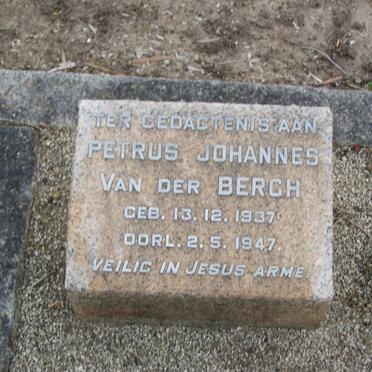 TER GEDACTENIS AAN
PETRUS JOHANNES
VAN DER BERGH
GEB. 13. 12. 1937
OORL. 2. 5. 1947.
VEILIG IN JESUS ARME.